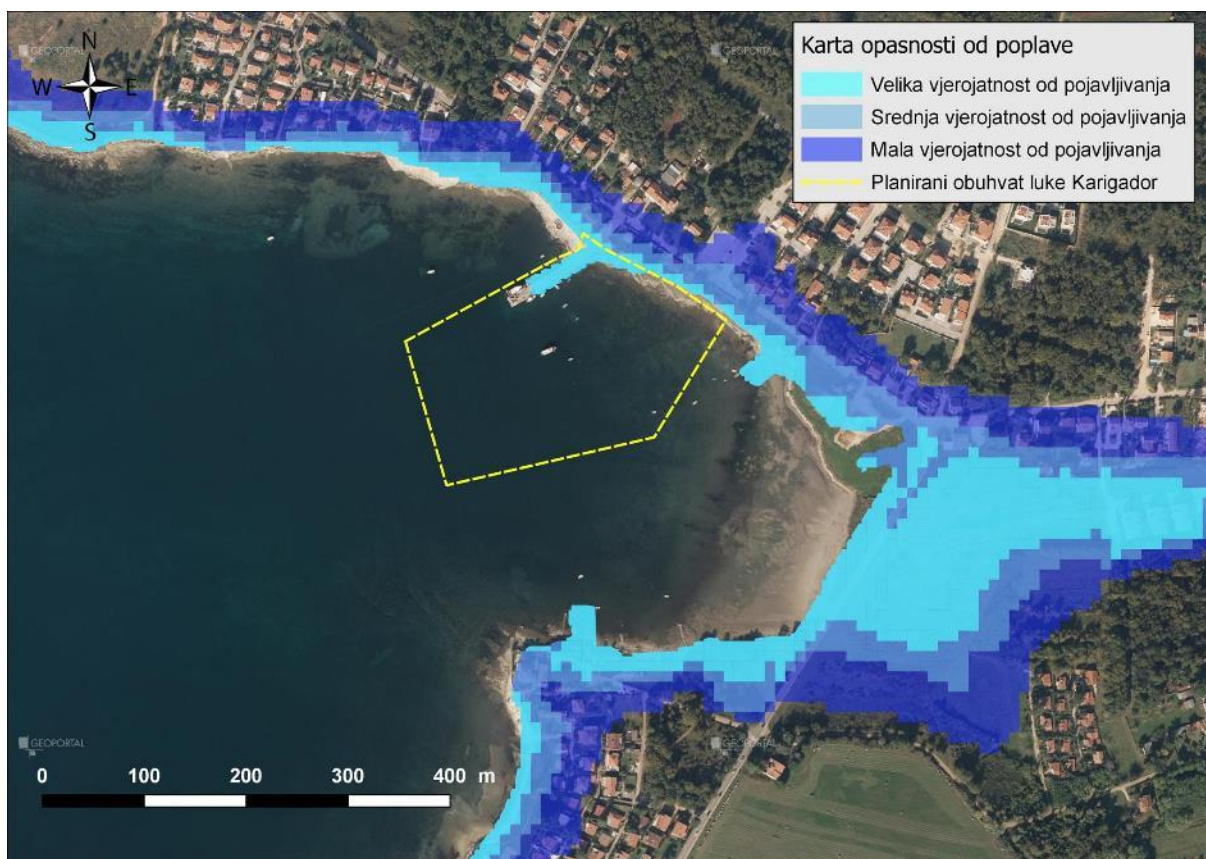 GEOPORTAL
N
W E
S
GEOPORTAL
Karta opasnosti od poplave
Velika vjerojatnost od pojavljivanja
Srednja vjerojatnost od pojavljivanja
Mala vjerojatnost od pojavljivanja
Planirani obuhvat luke Karigador
GEOPORTAL
GEOPORTAL
0 100 200 300 400 m